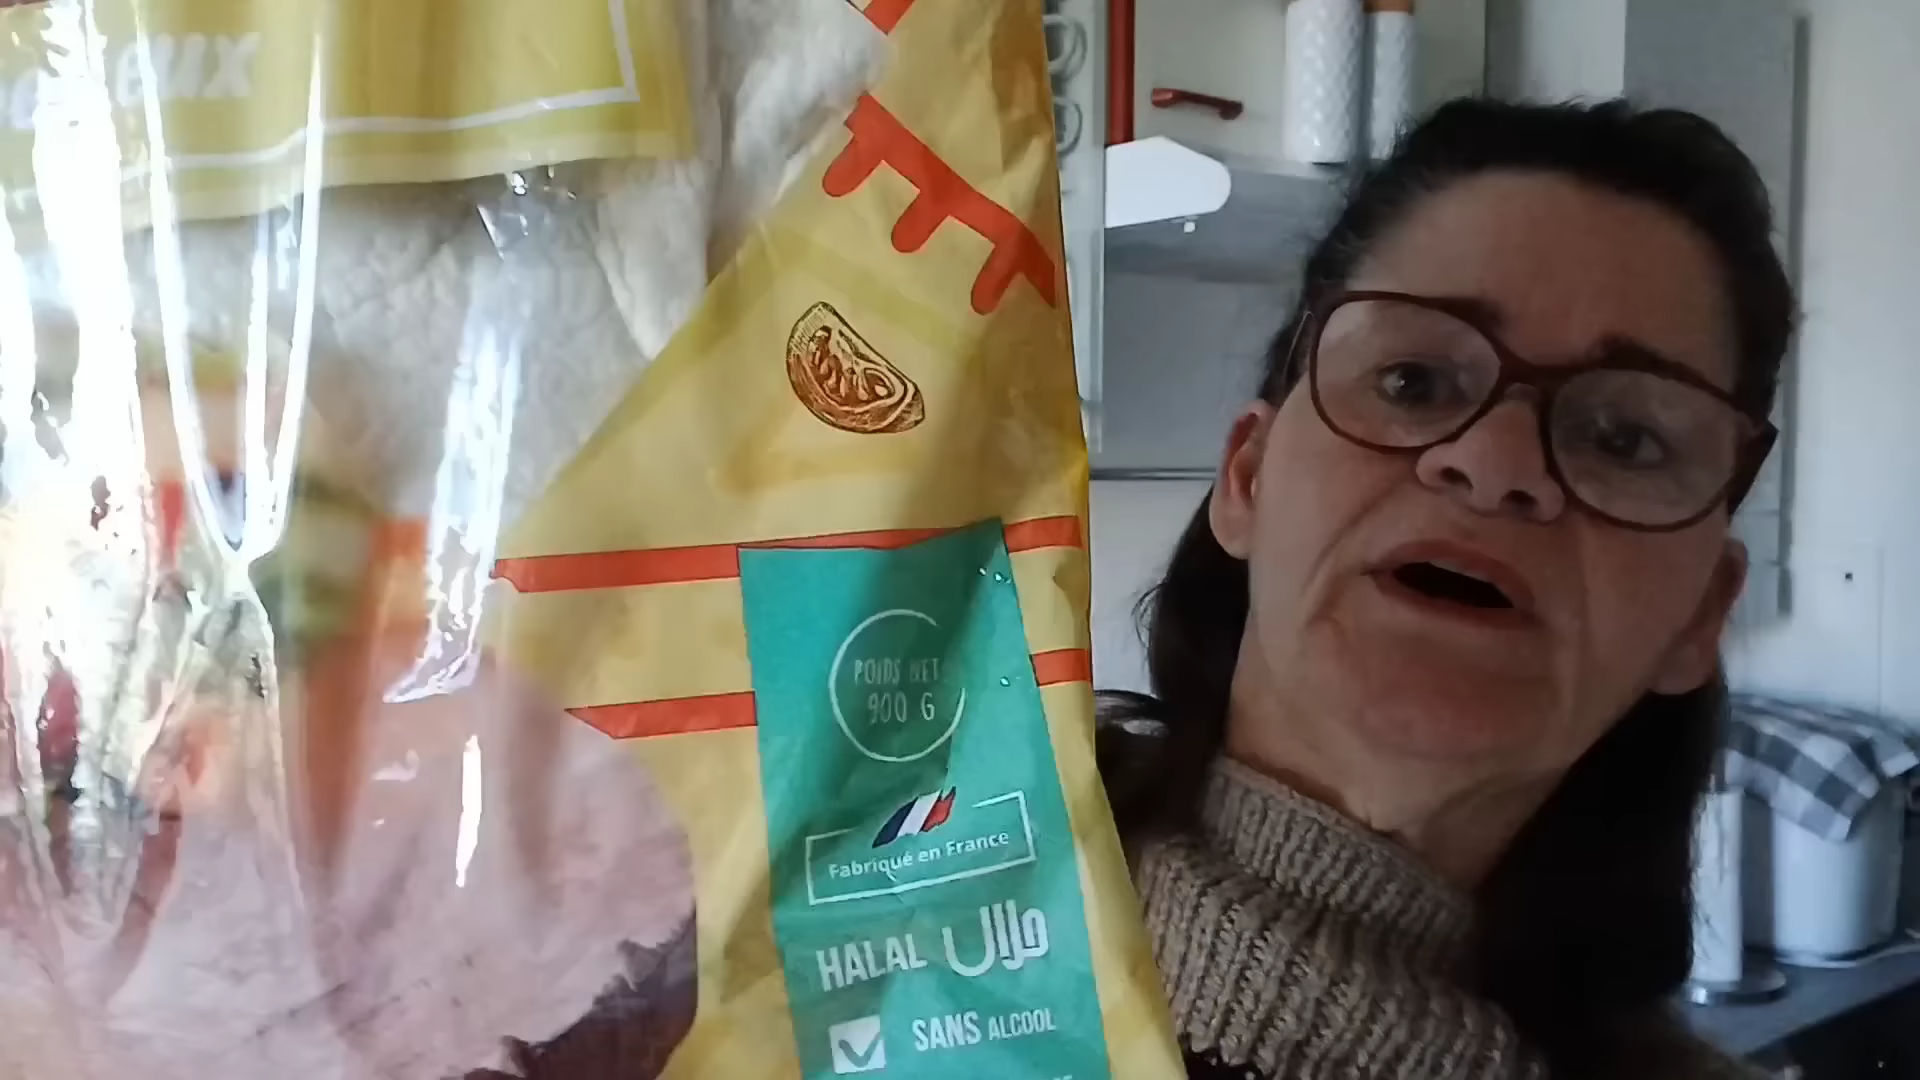 POIDS NET
900 G
Fabriqué en France
HALAL حلال
SANS ALCOOL